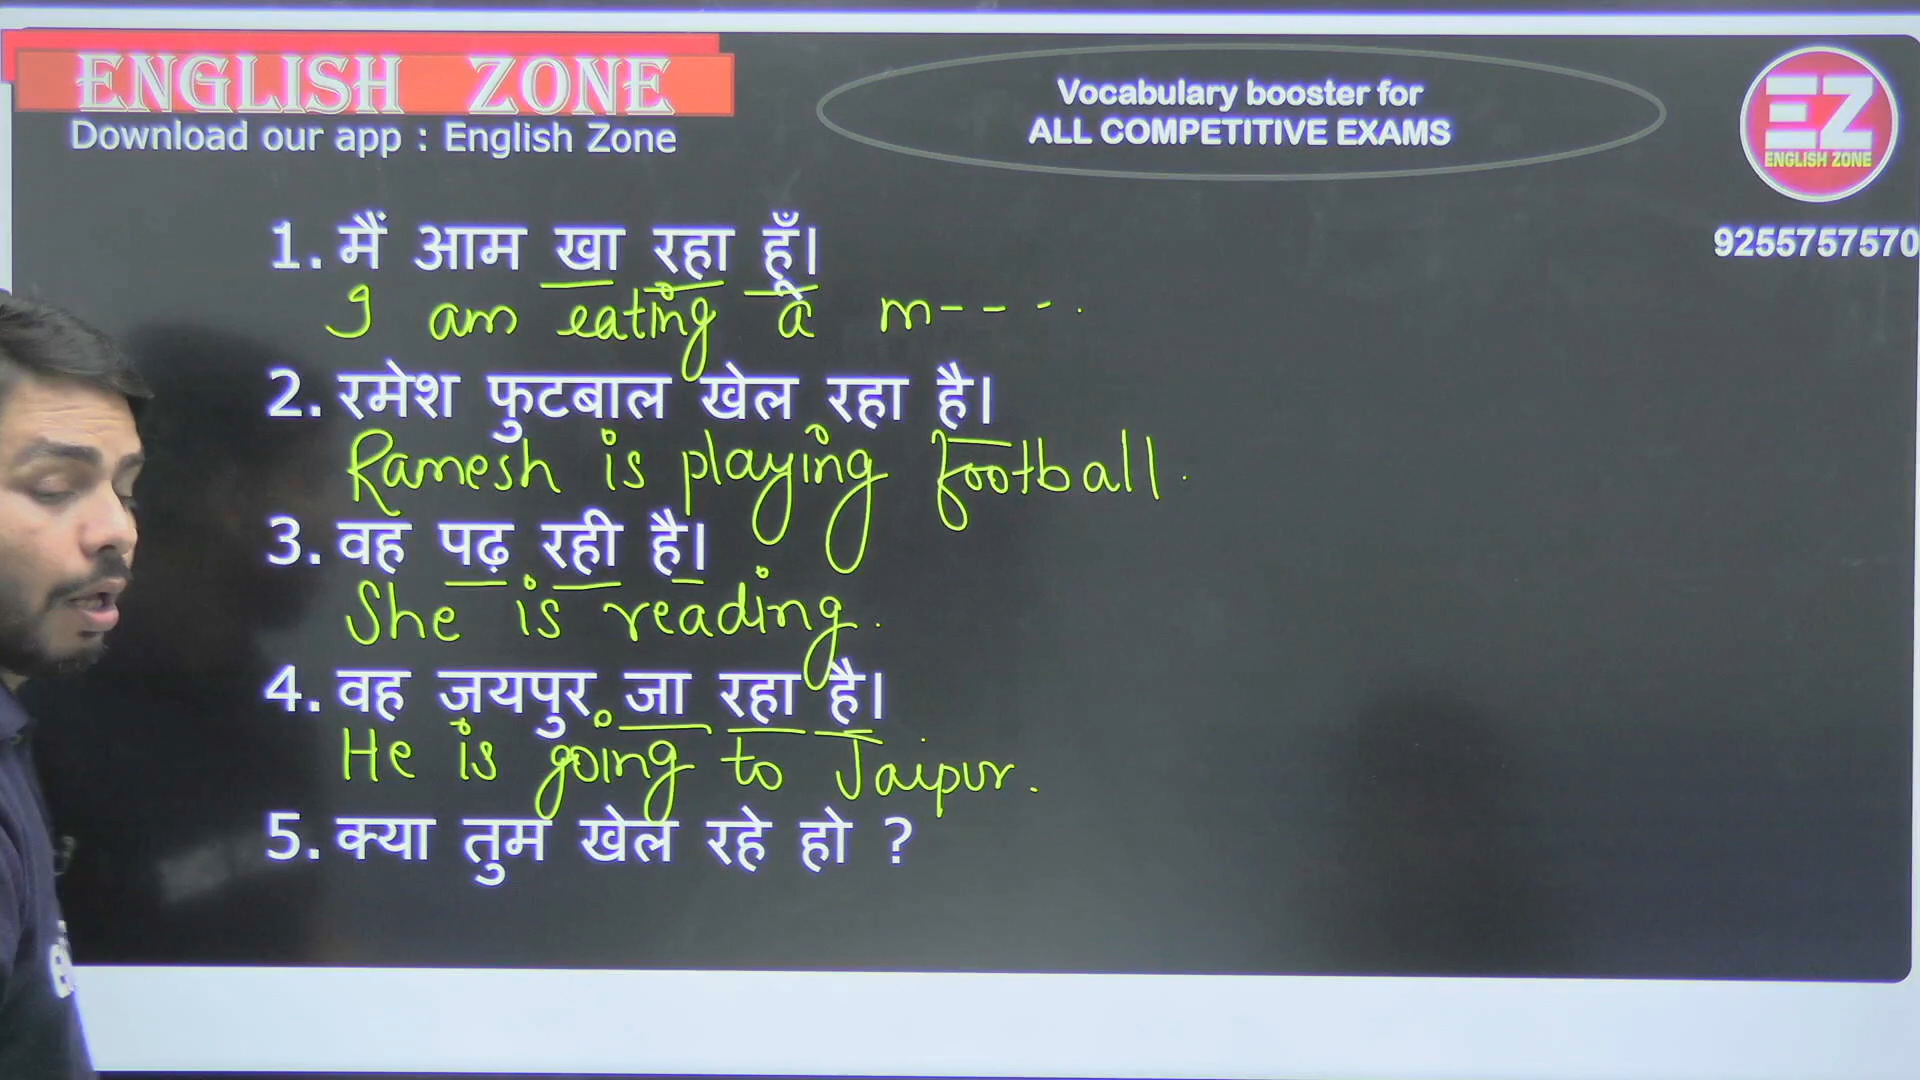 ENGLISH ZONE
Download our app : English Zone
Vocabulary booster for
ALL COMPETITIVE EXAMS
EZ
ENGLISH ZONE
9255757570
1. मैं आम खा रहा हूँ।
I am eating a m-----.
2. रमेश फुटबाल खेल रहा है।
Ramesh is playing football.
3. वह पढ़ रही है।
She is reading.
4. वह जयपुर जा रहा है।
He is going to Jaipur.
5. क्या तुम खेल रहे हो ?